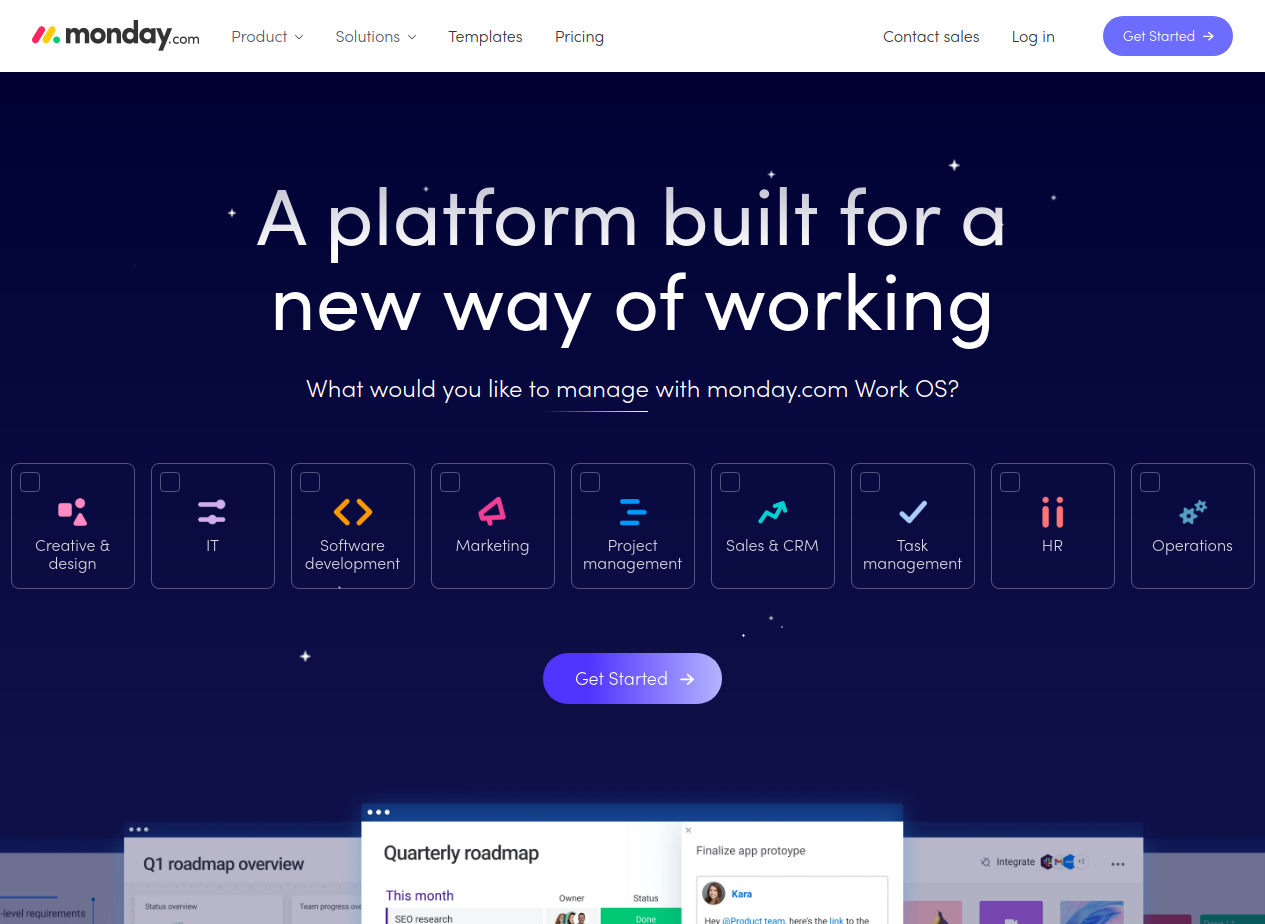 monday.com
Product
Solutions
Templates
Pricing
Contact sales
Log in
Get Started
A platform built for a
new way of working
What would you like to manage with monday.com Work OS?
Creative &
design
IT
Software
development
Marketing
Project
management
Sales & CRM
Task
management
HR
Operations
Get Started
Q1 roadmap overview
Status overview
Team progress ov
-level requirements
Quarterly roadmap
This month
Owner
Status
SEO research
Done
Finalize app protoype
Kara
Hey @Product team, here's the link to the
Integrate
+2